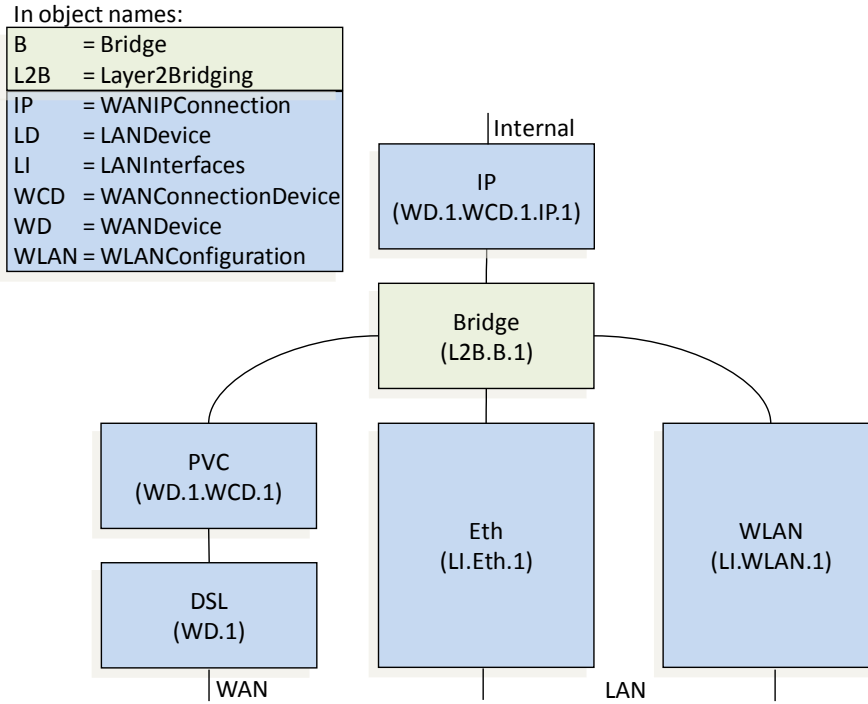 In object names:
B = Bridge
L2B = Layer2Bridging
IP = WANIPConnection
LD = LANDevice
LI = LANInterfaces
WCD = WANConnectionDevice
WD = WANDevice
WLAN = WLANConfiguration
Internal
IP
(WD.1.WCD.1.IP.1)
Bridge
(L2B.B.1)
PVC
(WD.1.WCD.1)
Eth
(LI.Eth.1)
WLAN
(LI.WLAN.1)
DSL
(WD.1)
WAN
LAN